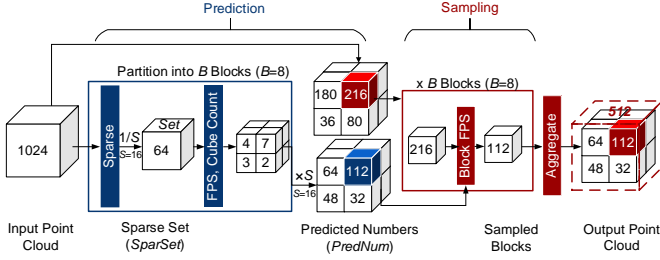 Prediction
Sampling
Partition into B Blocks (B=8)
x B Blocks (B=8)
1024
Sparse
1/S
S=16
Set
64
FPS, Cube Count
4 7
3 2
×S
S=16
180 216
36 80
64 112
48 32
216
Block FPS
112
Aggregate
512
64 112
48 32
Input Point
Cloud
Sparse Set
(SparSet)
Predicted Numbers
(PredNum)
Sampled
Blocks
Output Point
Cloud